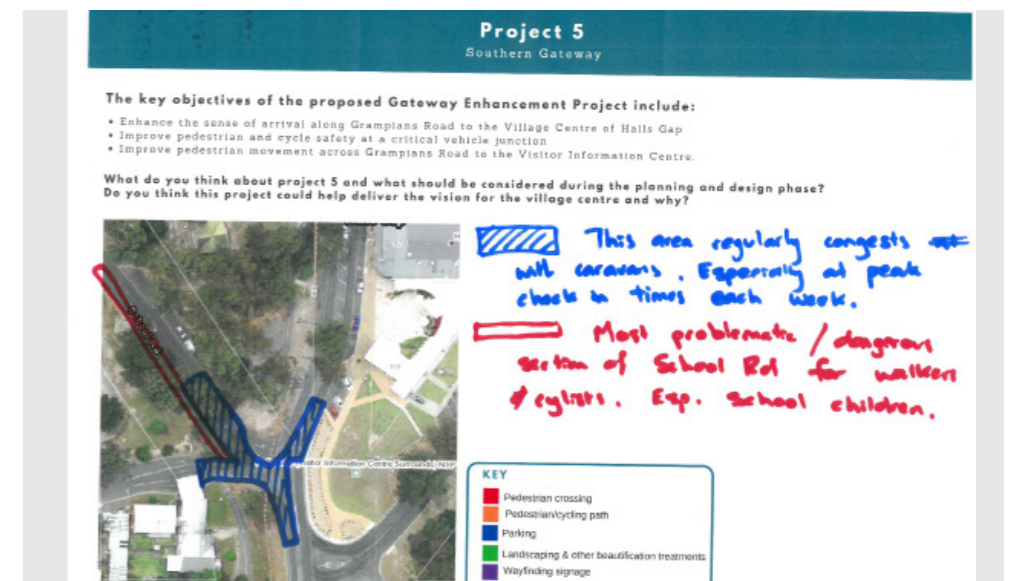 Project 5
Southern Gateway
The key objectives of the proposed Gateway Enhancement Project include:
• Enhance the sense of arrival along Grampians Road to the Village Centre of Halls Gap
• Improve pedestrian and cycle safety at a critical vehicle junction
• Improve pedestrian movement across Grampians Road to the Visitor Information Centre.
What do you think about project 5 and what should be considered during the planning and design phase?
Do you think this project could help deliver the vision for the village centre and why?
This area regularly congests
with caravans. Especially at peak
check in times each week.
Most problematic / dangerous
section of School Rd for walkers
& cylists. Esp. School children.
Visitor Information Centre Surrounds
KEY
Pedestrian crossing
Pedestrian/cycling path
Parking
Landscaping & other beautification treatments
Wayfinding signage